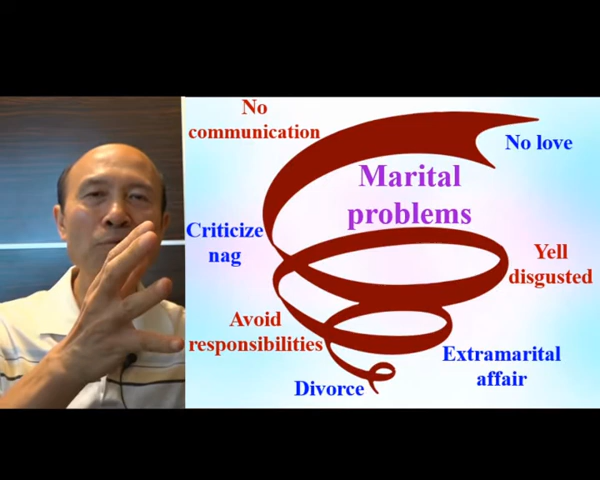 No
communication
No love
Marital
problems
Criticize
nag
Yell
disgusted
Avoid
responsibilities
Extramarital
affair
Divorce